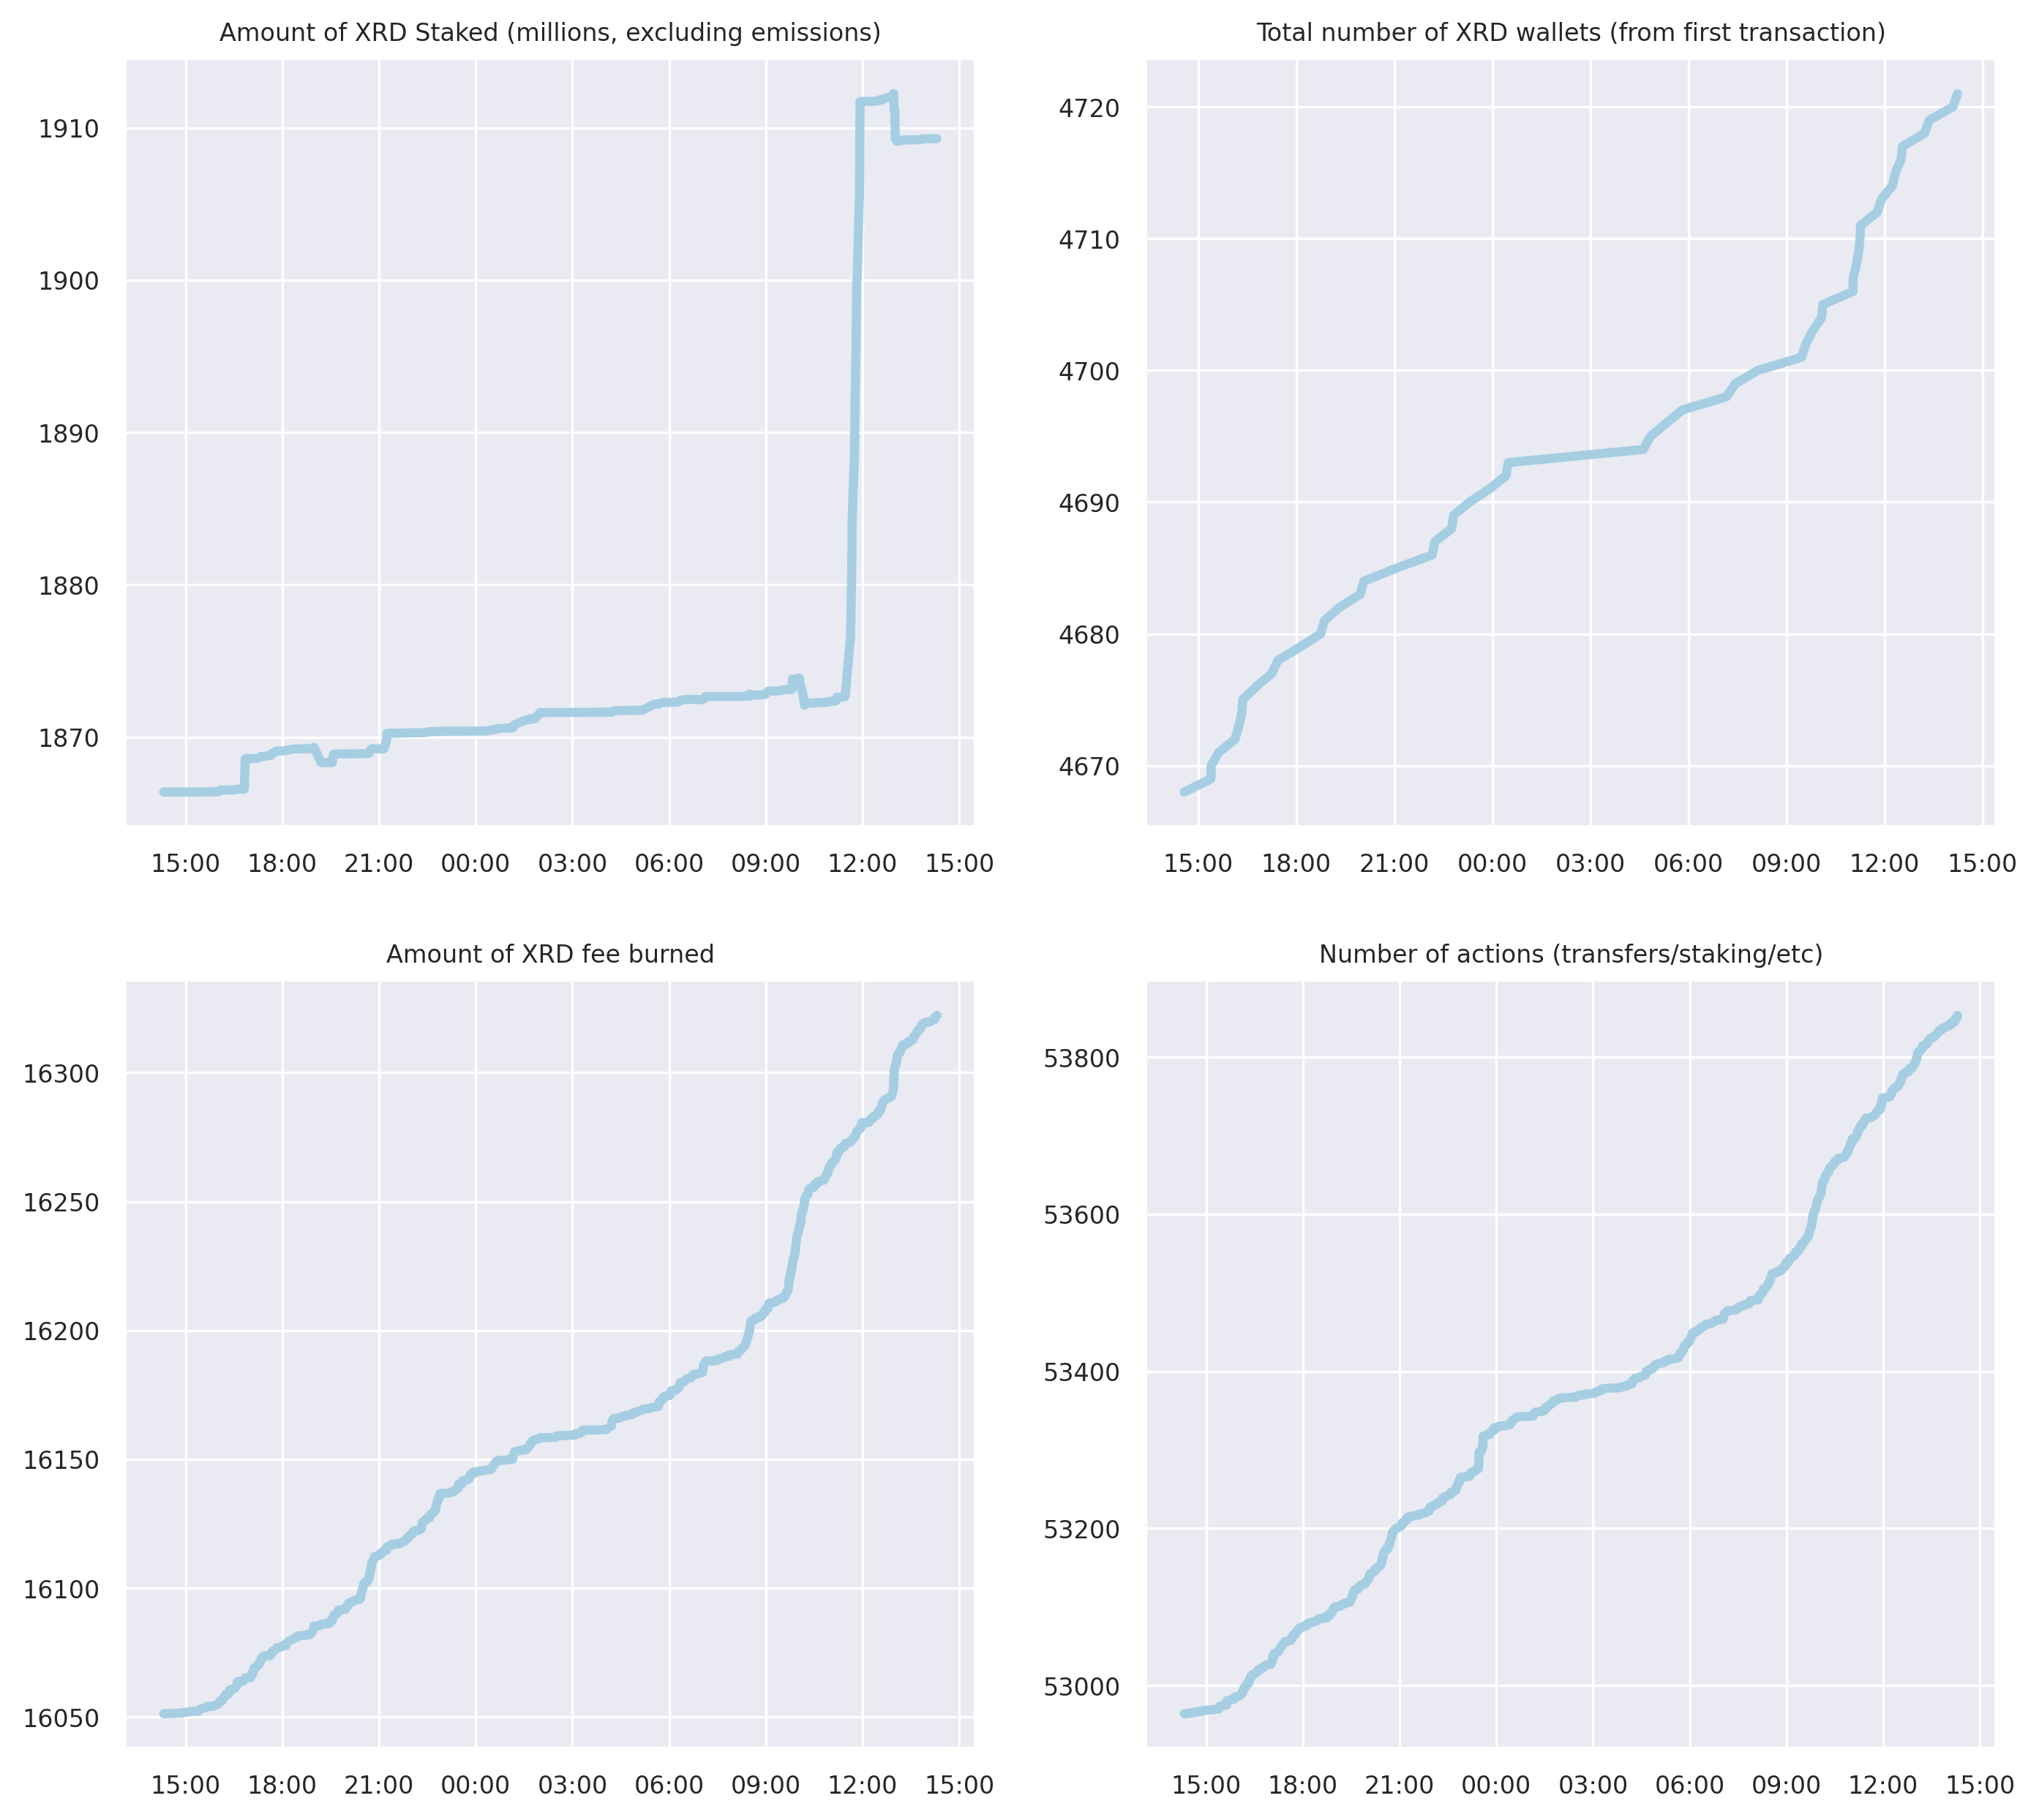 Amount of XRD Staked (millions, excluding emissions)
1910
1900
1890
1880
1870
15:00 18:00 21:00 00:00 03:00 06:00 09:00 12:00 15:00
Total number of XRD wallets (from first transaction)
4720
4710
4700
4690
4680
4670
15:00 18:00 21:00 00:00 03:00 06:00 09:00 12:00 15:00
Amount of XRD fee burned
16300
16250
16200
16150
16100
16050
15:00 18:00 21:00 00:00 03:00 06:00 09:00 12:00 15:00
Number of actions (transfers/staking/etc)
53800
53600
53400
53200
53000
15:00 18:00 21:00 00:00 03:00 06:00 09:00 12:00 15:00